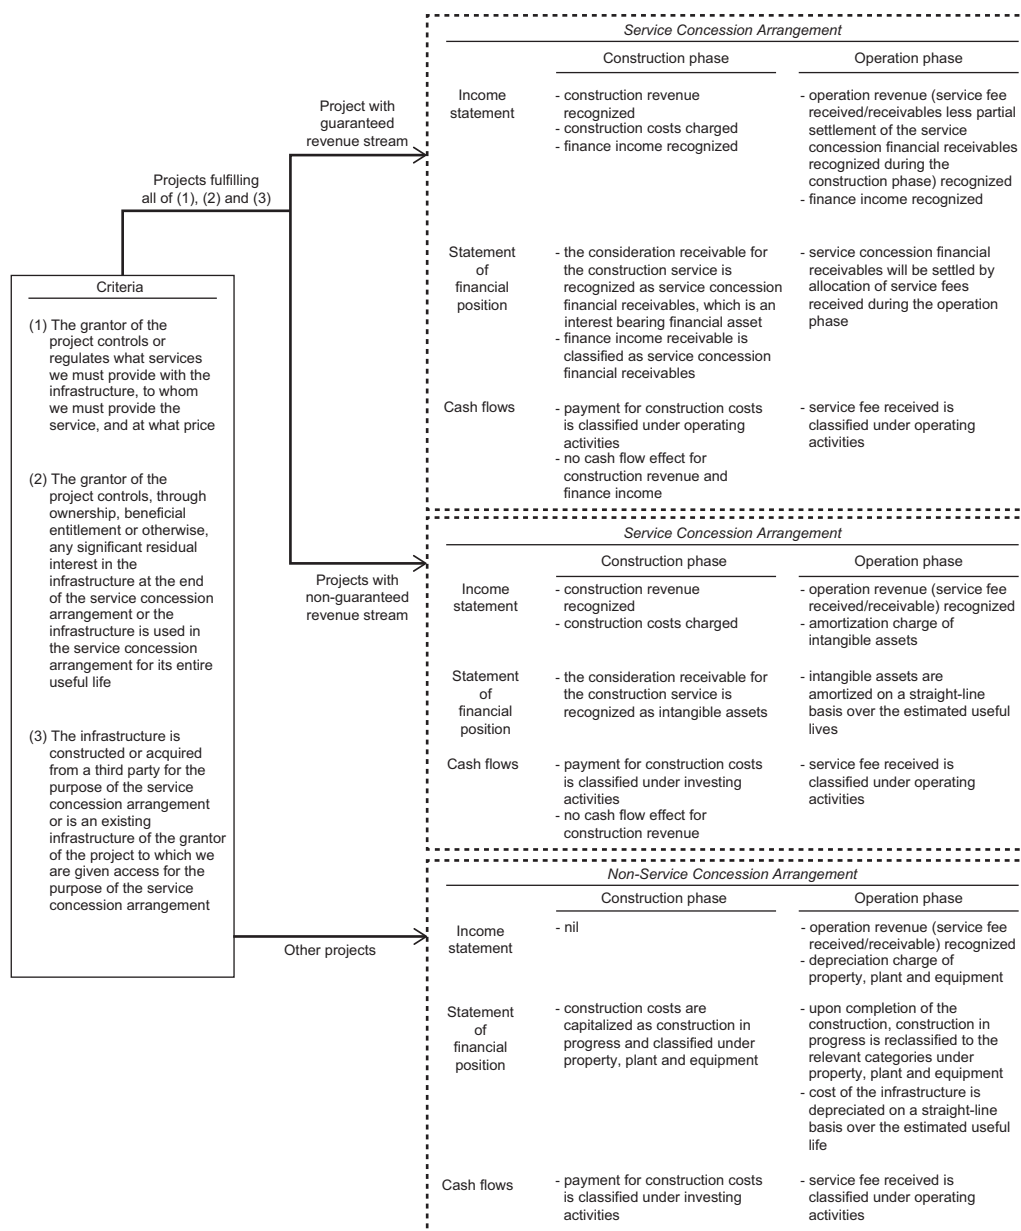 Criteria
(1) The grantor of the
project controls or
regulates what services
we must provide with the
infrastructure, to whom
we must provide the
service, and at what price
(2) The grantor of the
project controls, through
ownership, beneficial
entitlement or otherwise,
any significant residual
interest in the
infrastructure at the end
of the service concession
arrangement or the
infrastructure is used in
the service concession
arrangement for its entire
useful life
(3) The infrastructure is
constructed or acquired
from a third party for the
purpose of the service
concession arrangement
or is an existing
infrastructure of the grantor
of the project to which we
are given access for the
purpose of the service
concession arrangement
Projects fulfilling
all of (1), (2) and (3)
Project with
guaranteed
revenue stream
Service Concession Arrangement
Construction phase
Operation phase
Income
statement
- construction revenue
recognized
- construction costs charged
- finance income recognized
- operation revenue (service fee
received/receivables less partial
settlement of the service
concession financial receivables
recognized during the
construction phase) recognized
- finance income recognized
Statement
of
financial
position
- the consideration receivable for
the construction service is
recognized as service concession
financial receivables, which is an
interest bearing financial asset
- finance income receivable is
classified as service concession
financial receivables
- service concession financial
receivables will be settled by
allocation of service fees
received during the operation
phase
Cash flows
- payment for construction costs
is classified under operating
activities
- no cash flow effect for
construction revenue and
finance income
- service fee received is
classified under operating
activities
Projects with
non-guaranteed
revenue stream
Service Concession Arrangement
Construction phase
Operation phase
Income
statement
- construction revenue
recognized
- construction costs charged
- operation revenue (service fee
received/receivable) recognized
- amortization charge of
intangible assets
Statement
of
financial
position
- the consideration receivable for
the construction service is
recognized as intangible assets
- intangible assets are
amortized on a straight-line
basis over the estimated useful
lives
Cash flows
- payment for construction costs
is classified under investing
activities
- no cash flow effect for
construction revenue
- service fee received is
classified under operating
activities
Other projects
Non-Service Concession Arrangement
Construction phase
Operation phase
Income
statement
- nil
- operation revenue (service fee
received/receivable) recognized
- depreciation charge of
property, plant and equipment
Statement
of
financial
position
- construction costs are
capitalized as construction in
progress and classified under
property, plant and equipment
- upon completion of the
construction, construction in
progress is reclassified to the
relevant categories under
property, plant and equipment
- cost of the infrastructure is
depreciated on a straight-line
basis over the estimated useful
life
Cash flows
- payment for construction costs
is classified under investing
activities
- service fee received is
classified under operating
activities